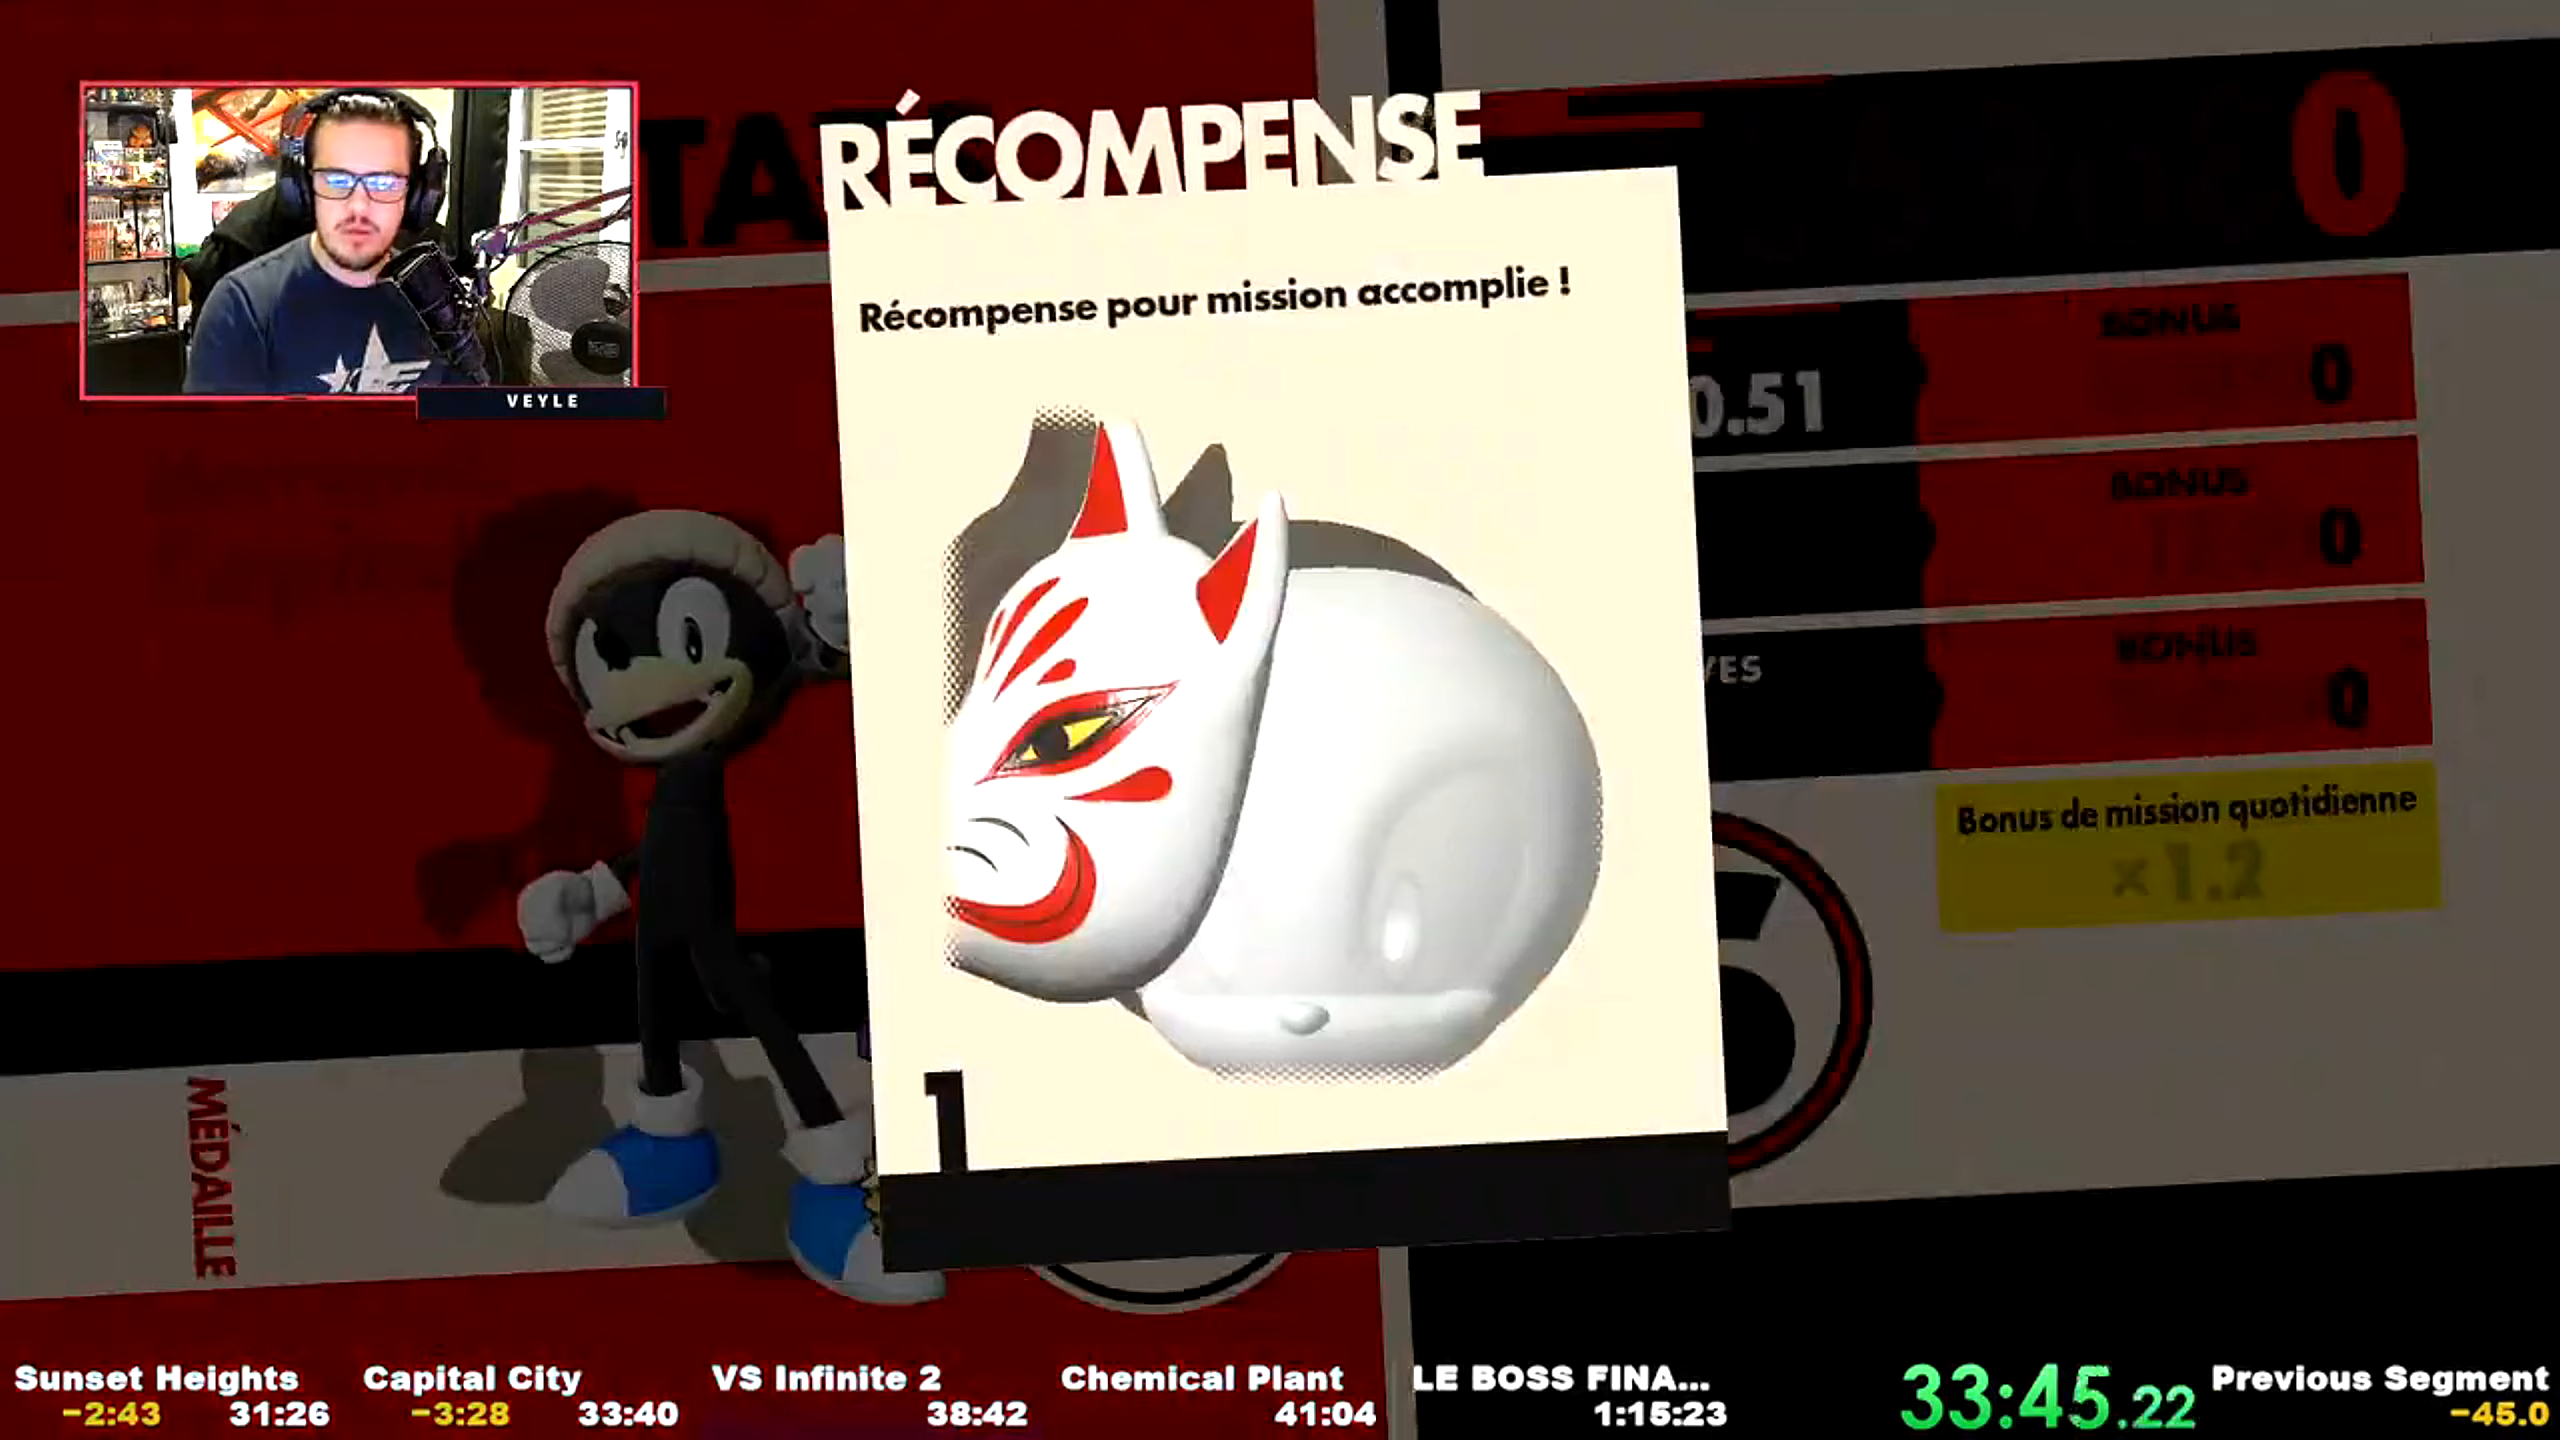 RÉCOMPENSE
0
Récompense pour mission accomplie !
VEYLE
0.51
BONUS
0
BONUS
0
VES
BONUS
0
Bonus de mission quotidienne
×1.2
1
MÉDAILLE
Sunset Heights
-2:43 31:26
Capital City
-3:28 33:40
VS Infinite 2
38:42
Chemical Plant
41:04
LE BOSS FINA...
1:15:23
33:45.22
Previous Segment
-45.0